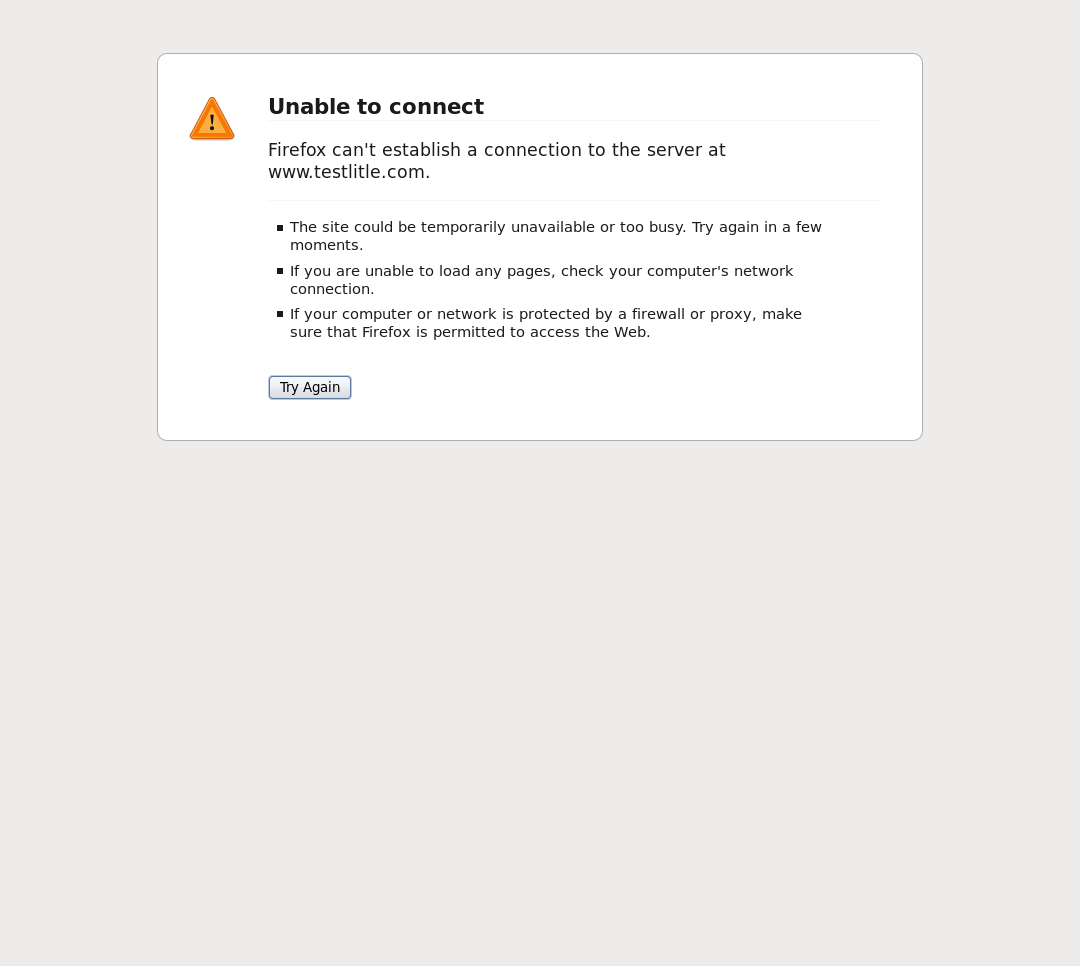 Unable to connect
Firefox can't establish a connection to the server at
www.testlitle.com.
The site could be temporarily unavailable or too busy. Try again in a few
moments.
If you are unable to load any pages, check your computer's network
connection.
If your computer or network is protected by a firewall or proxy, make
sure that Firefox is permitted to access the Web.
Try Again